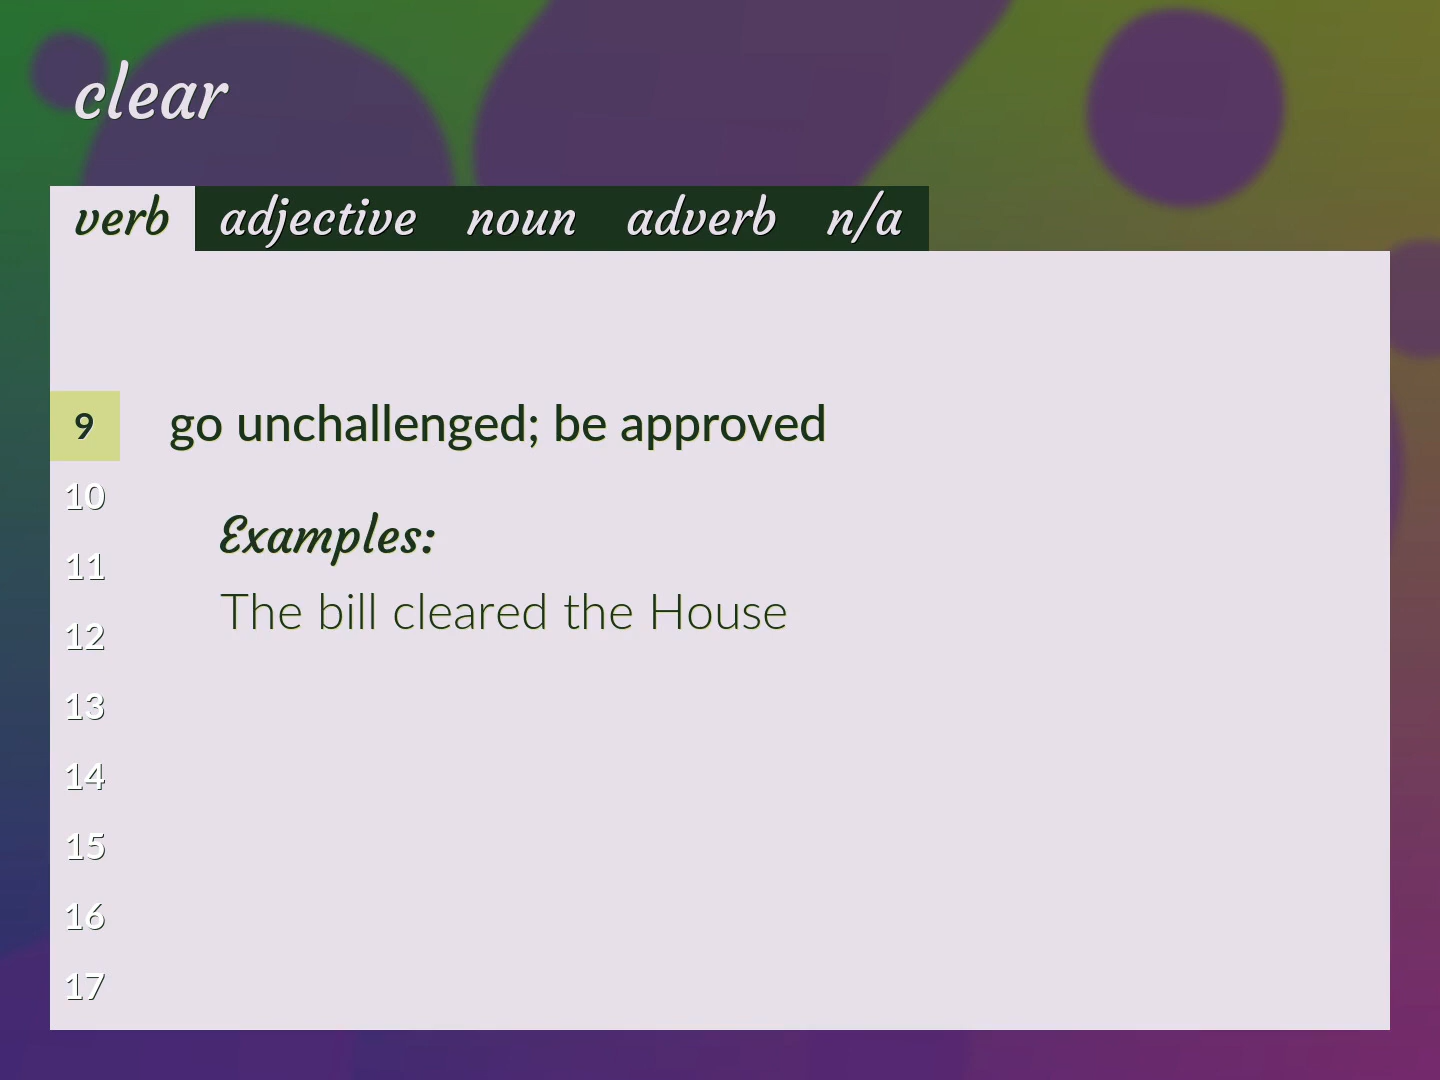 clear
verb adjective noun adverb n/a
9 go unchallenged; be approved
10
Examples:
11
The bill cleared the House
12
13
14
15
16
17